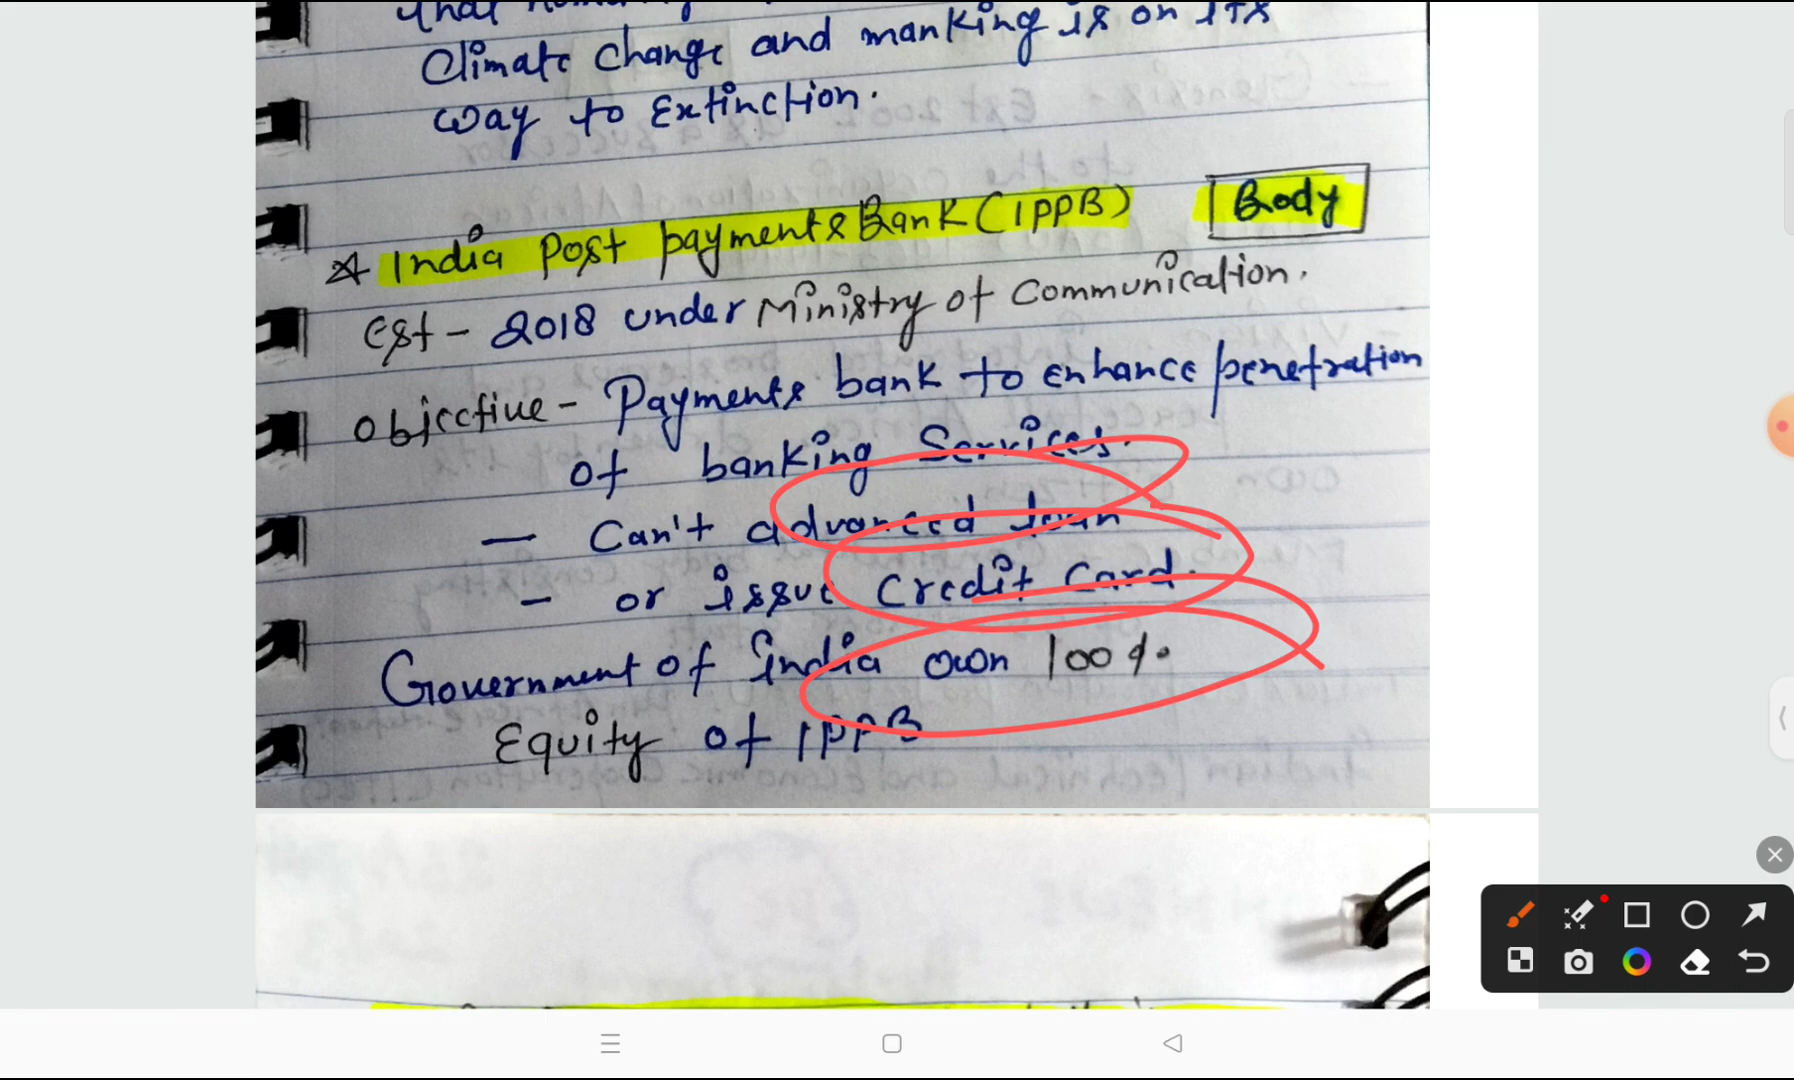 that
Climate change and manking is on its
way to Extinction.
India Post payments Bank (IPPB) Body
Est - 2018 under Ministry of Communication.
Objective - Payments bank to enhance penetration
of banking Services.
- Can't advanced loan
- or issue Credit Card.
Government of India own 100%
Equity of IPPB